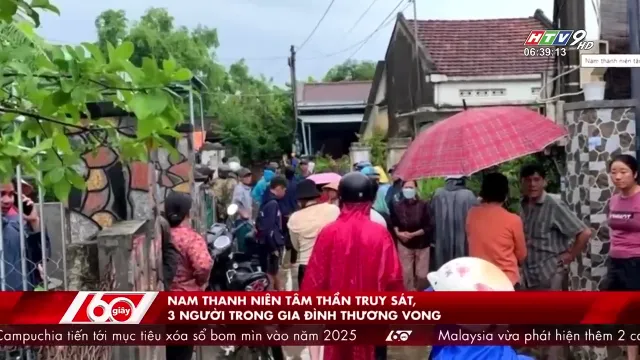 HTV9 HD
06:39:13
Nam thanh niên tâ
60 giây
NAM THANH NIÊN TÂM THẦN TRUY SÁT,
3 NGƯỜI TRONG GIA ĐÌNH THƯƠNG VONG
Campuchia tiến tới mục tiêu xóa sổ bom mìn vào năm 2025
Malaysia vừa phát hiện thêm 2 c